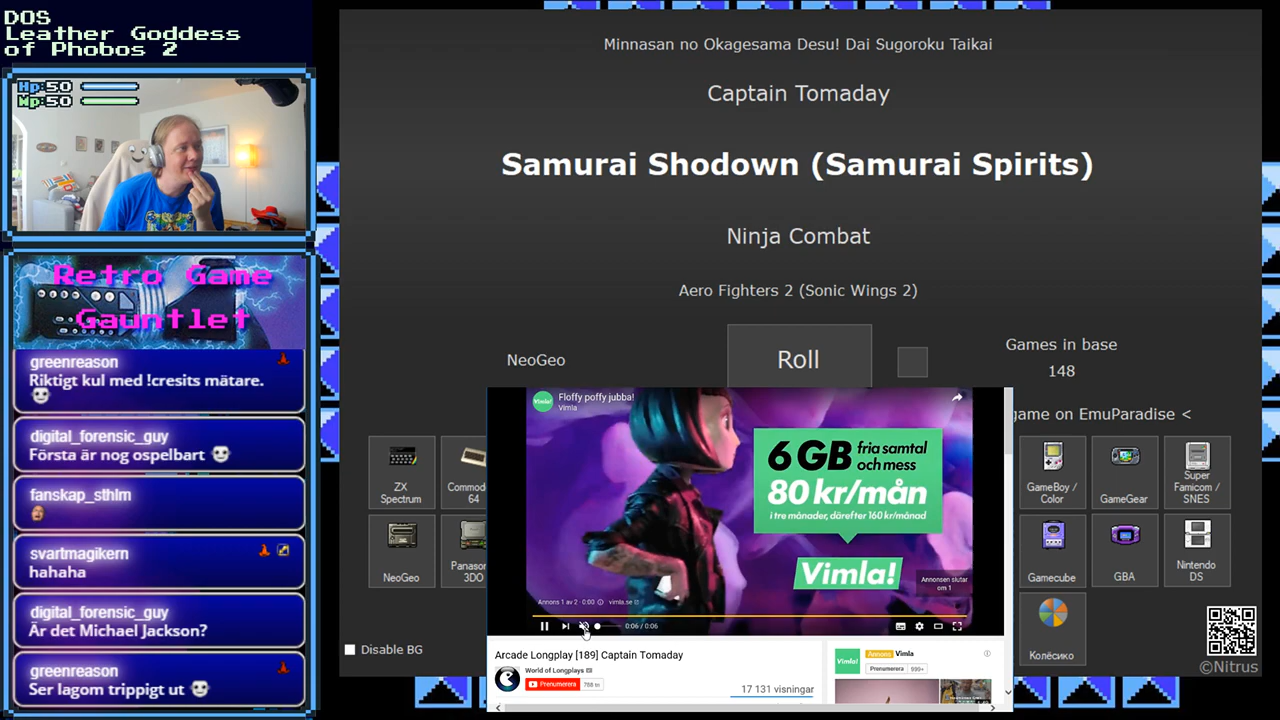 DOS
Leather Goddess
of Phobos 2
Hp:50
Mp:50
Retro Game
Gauntlet
greenreason
Riktigt kul med !cresits mätare.
digital_forensic_guy
Första är nog ospelbart
fanskap_sthlm
svartmagikern
hahaha
digital_forensic_guy
Är det Michael Jackson?
greenreason
Ser lagom trippigt ut
Minnasan no Okagesama Desu! Dai Sugoroku Taikai
Captain Tomaday
Samurai Shodown (Samurai Spirits)
Ninja Combat
Aero Fighters 2 (Sonic Wings 2)
NeoGeo
Roll
Games in base
148
game on EmuParadise <
ZX
Spectrum
Commod
64
NeoGeo
Panaso
3DO
GameBoy /
Color
GameGear
Super
Famicom /
SNES
Gamecube
GBA
Nintendo
DS
Колёсико
Disable BG
©Nitrus
Vimla!
Floffy poffy jubba!
Vimla
6 GB fria samtal
och mess
80 kr/mån
i tre månader, därefter 160 kr/månad
Vimla!
Annonsen slutar
om 1
Annons 1 av 2 · 0:00
vimla.se
0:06 / 0:06
Arcade Longplay [189] Captain Tomaday
World of Longplays
Prenumerera
768 tn
17 131 visningar
Vimla!
Annons
Vimla
Prenumerera
999+